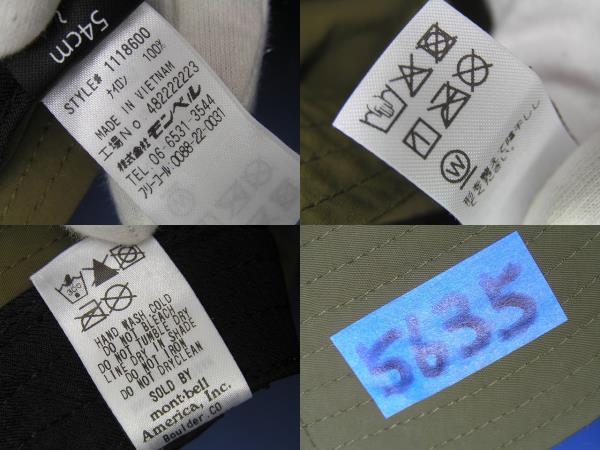 54cm
STYLE# 1118600
ナイロン 100%
MADE IN VIETNAM
工場No 482222223
株式会社 モンベル
TEL 06-6531-3544
フリーコール 0088-22-0031
W
30C
HAND WASH COLD
DO NOT BLEACH
DO NOT TUMBLE DRY
LINE DRY IN SHADE
DO NOT IRON
DO NOT DRYCLEAN
SOLD BY
mont·bell
America, Inc.
Boulder.CO
5635